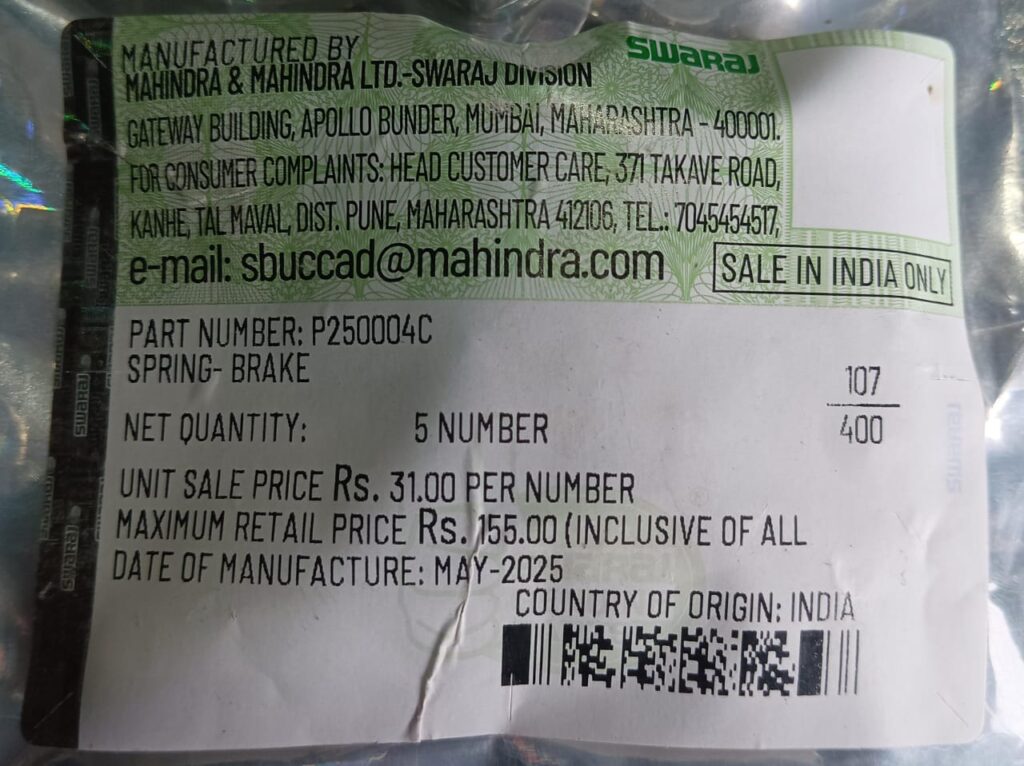 MANUFACTURED BY
SWARAJ
MAHINDRA & MAHINDRA LTD.-SWARAJ DIVISION
GATEWAY BUILDING, APOLLO BUNDER, MUMBAI, MAHARASHTRA - 400001.
FOR CONSUMER COMPLAINTS: HEAD CUSTOMER CARE, 371 TAKAVE ROAD,
KANHE, TAL MAVAL, DIST. PUNE, MAHARASHTRA 412106, TEL.: 7045454517,
e-mail: sbuccad@mahindra.com
SALE IN INDIA ONLY
PART NUMBER: P250004C
SPRING- BRAKE
107
400
NET QUANTITY: 5 NUMBER
UNIT SALE PRICE Rs. 31.00 PER NUMBER
MAXIMUM RETAIL PRICE Rs. 155.00 (INCLUSIVE OF ALL
DATE OF MANUFACTURE: MAY-2025
COUNTRY OF ORIGIN: INDIA
SWARAJ
SWARAJ